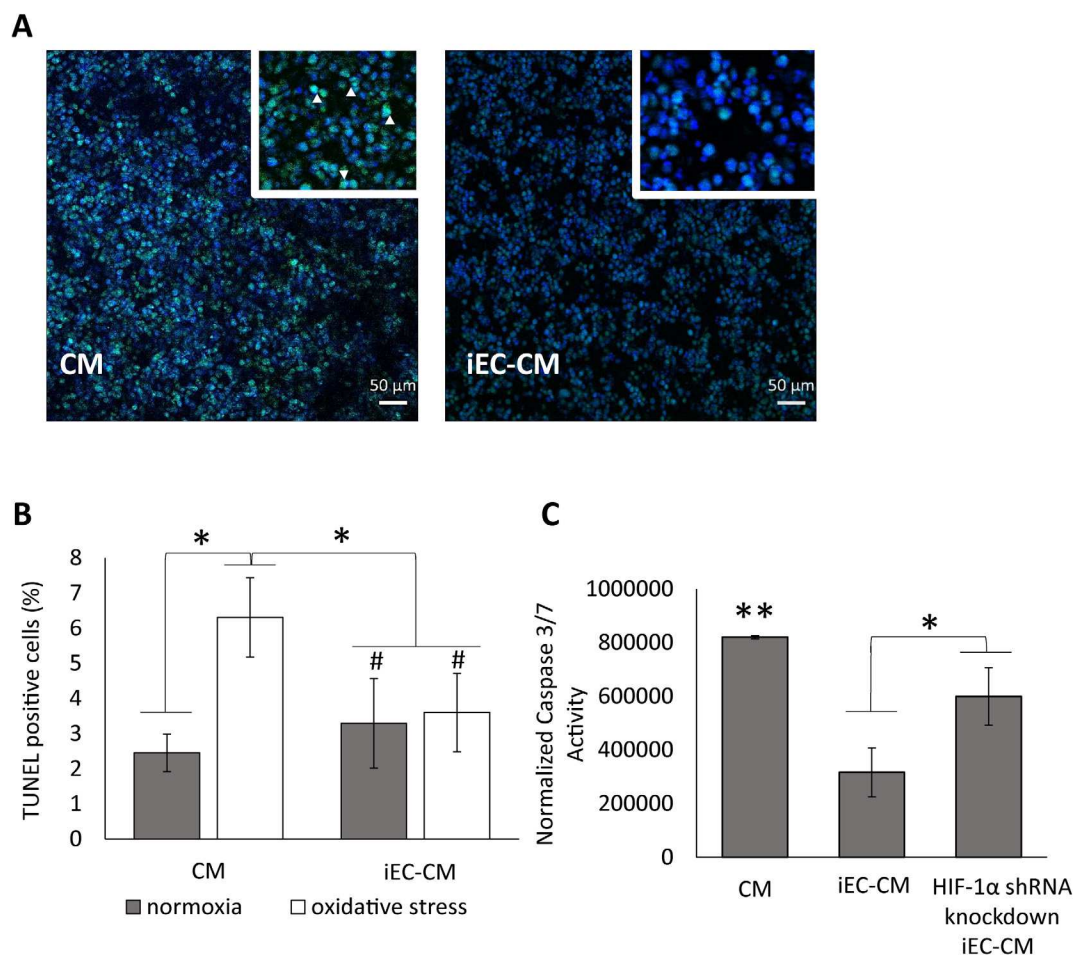 A
CM
50 µm
iEC-CM
50 µm
B
*
*
TUNEL positive cells (%)
8
7
6
5
4
3
2
1
0
#
#
CM
iEC-CM
normoxia
oxidative stress
C
Normalized Caspase 3/7
Activity
1000000
800000
600000
400000
200000
0
**
*
CM
iEC-CM
HIF-1α shRNA
knockdown
iEC-CM